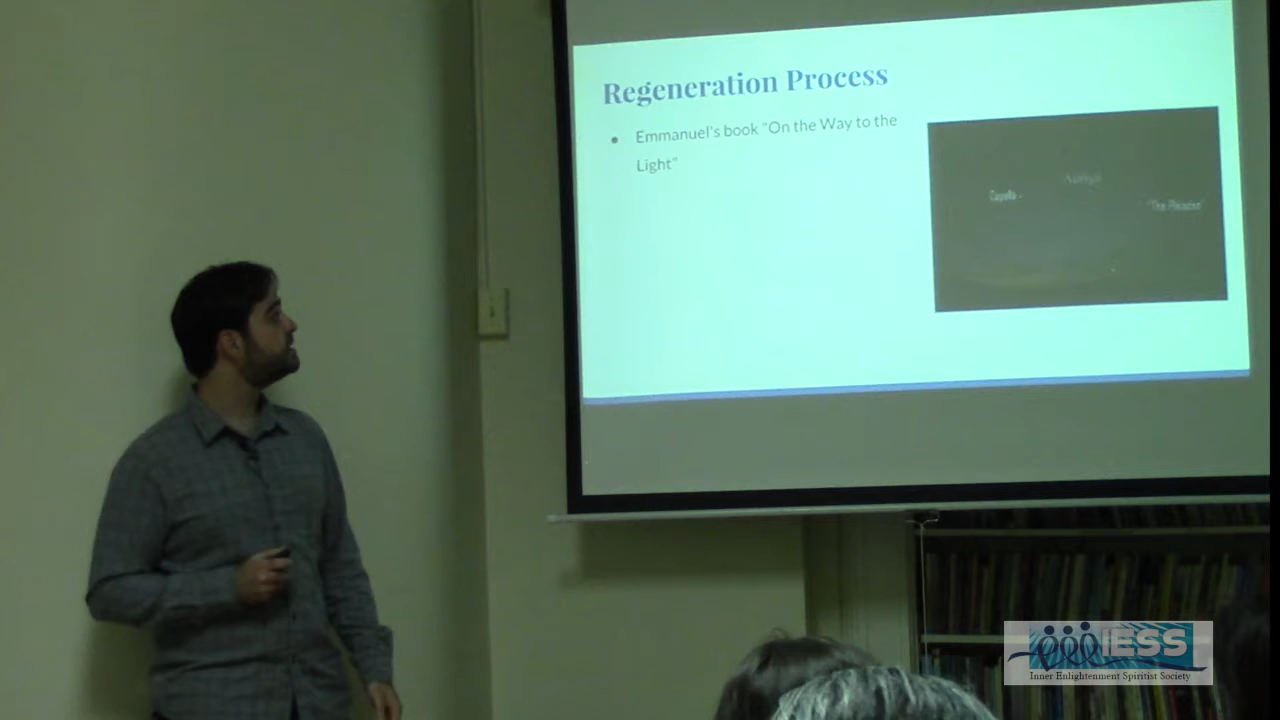 Regeneration Process
• Emmanuel's book "On the Way to the
Light"
Capella
"The Pleiades"
IESS
Inner Enlightenment Spiritist Society